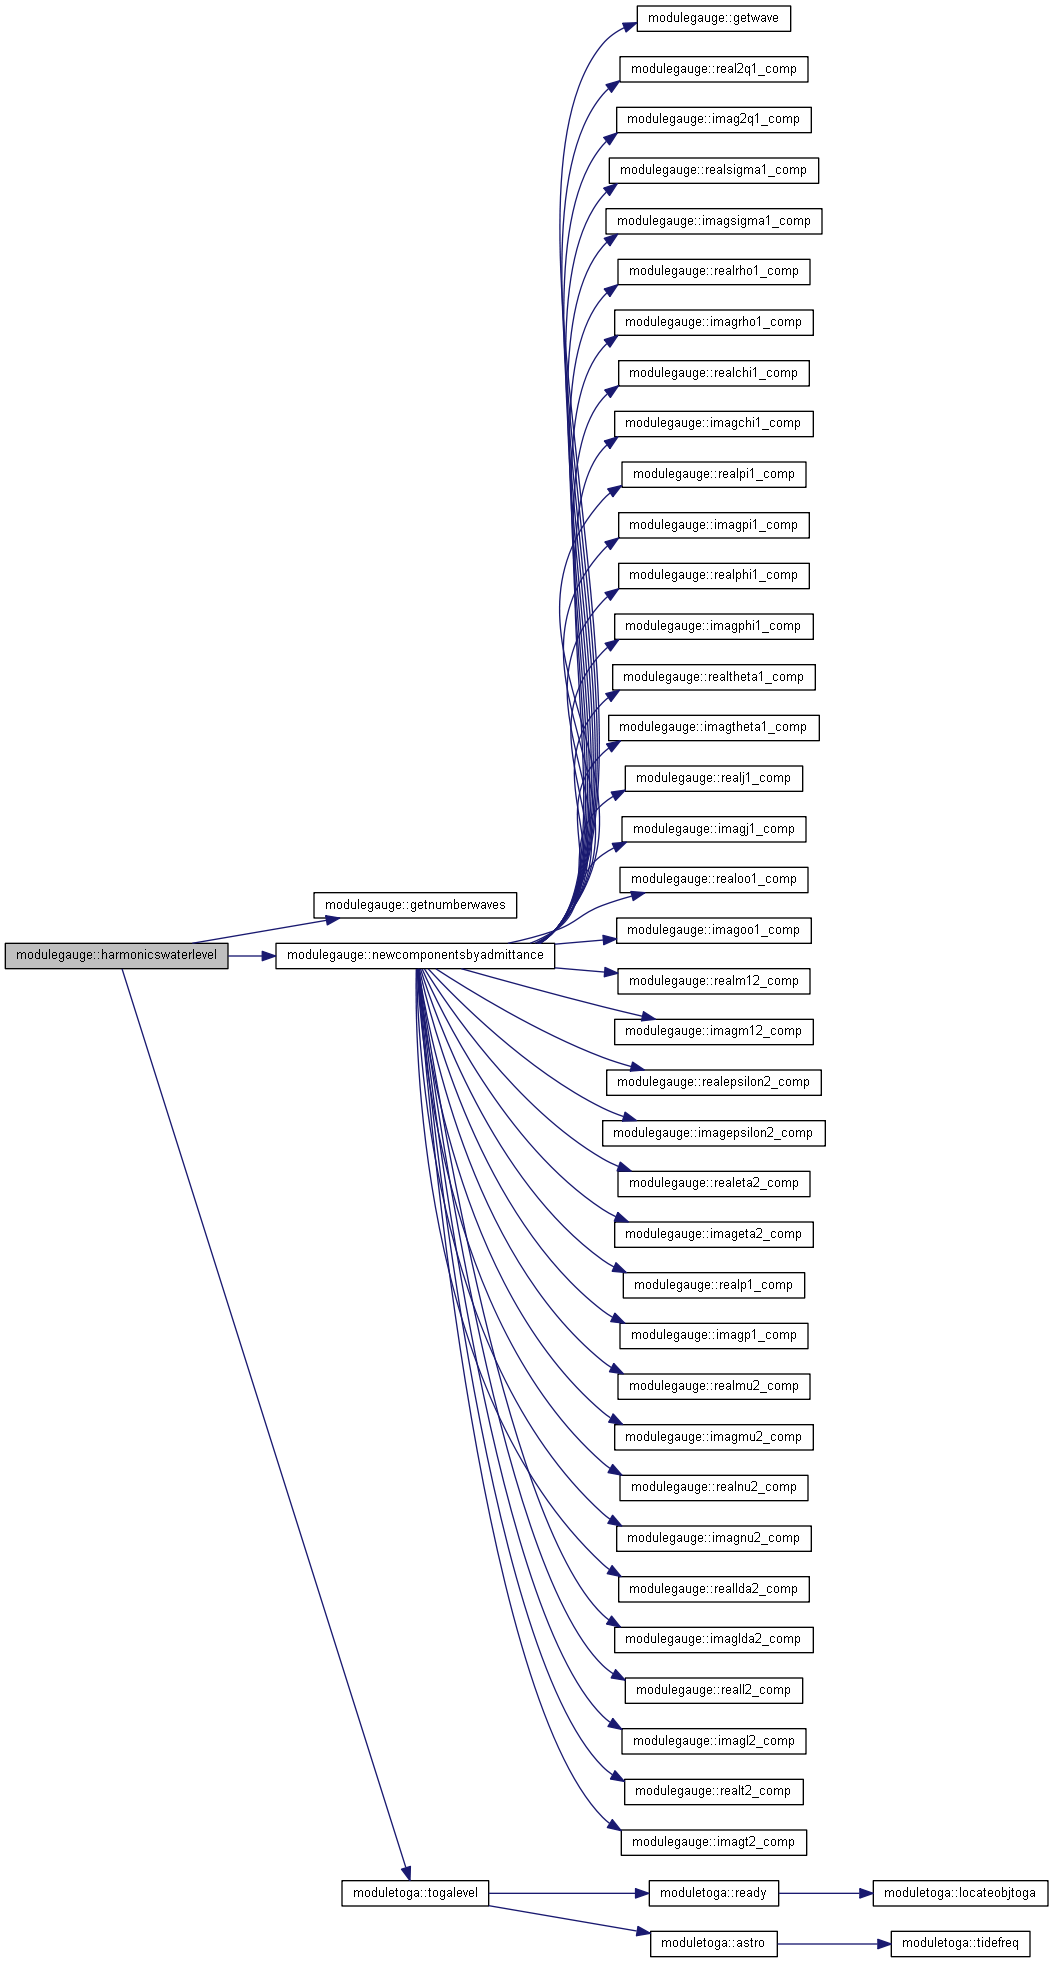 modulegauge::getwave
modulegauge::real2q1_comp
modulegauge::imag2q1_comp
modulegauge::realsigma1_comp
modulegauge::imagsigma1_comp
modulegauge::realrho1_comp
modulegauge::imagrho1_comp
modulegauge::realchi1_comp
modulegauge::imagchi1_comp
modulegauge::realpi1_comp
modulegauge::imagpi1_comp
modulegauge::realphi1_comp
modulegauge::imagphi1_comp
modulegauge::realtheta1_comp
modulegauge::imagtheta1_comp
modulegauge::realj1_comp
modulegauge::imagj1_comp
modulegauge::realoo1_comp
modulegauge::getnumberwaves
modulegauge::imagoo1_comp
modulegauge::harmonicswaterlevel
modulegauge::newcomponentsbyadmittance
modulegauge::realm12_comp
modulegauge::imagm12_comp
modulegauge::realepsilon2_comp
modulegauge::imagepsilon2_comp
modulegauge::realeta2_comp
modulegauge::imageta2_comp
modulegauge::realp1_comp
modulegauge::imagp1_comp
modulegauge::realmu2_comp
modulegauge::imagmu2_comp
modulegauge::realnu2_comp
modulegauge::imagnu2_comp
modulegauge::reallda2_comp
modulegauge::imaglda2_comp
modulegauge::reall2_comp
modulegauge::imagl2_comp
modulegauge::realt2_comp
modulegauge::imagt2_comp
moduletoga::togalevel
moduletoga::ready
moduletoga::locateobjtoga
moduletoga::astro
moduletoga::tidefreq